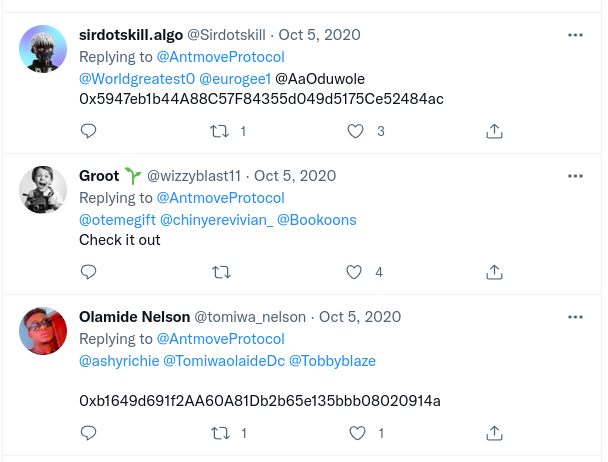 sirdotskill.algo @Sirdotskill · Oct 5, 2020
Replying to @AntmoveProtocol
@Worldgreatest0 @eurogee1 @AaOduwole
0x5947eb1b44A88C57F84355d049d5175Ce52484ac
1 3
Groot 🌱 @wizzyblast11 · Oct 5, 2020
Replying to @AntmoveProtocol
@otemegift @chinyerevivian_ @Bookoons
Check it out
4
Olamide Nelson @tomiwa_nelson · Oct 5, 2020
Replying to @AntmoveProtocol
@ashyrichie @TomiwaolaideDc @Tobbyblaze
0xb1649d691f2AA60A81Db2b65e135bbb08020914a
1 1